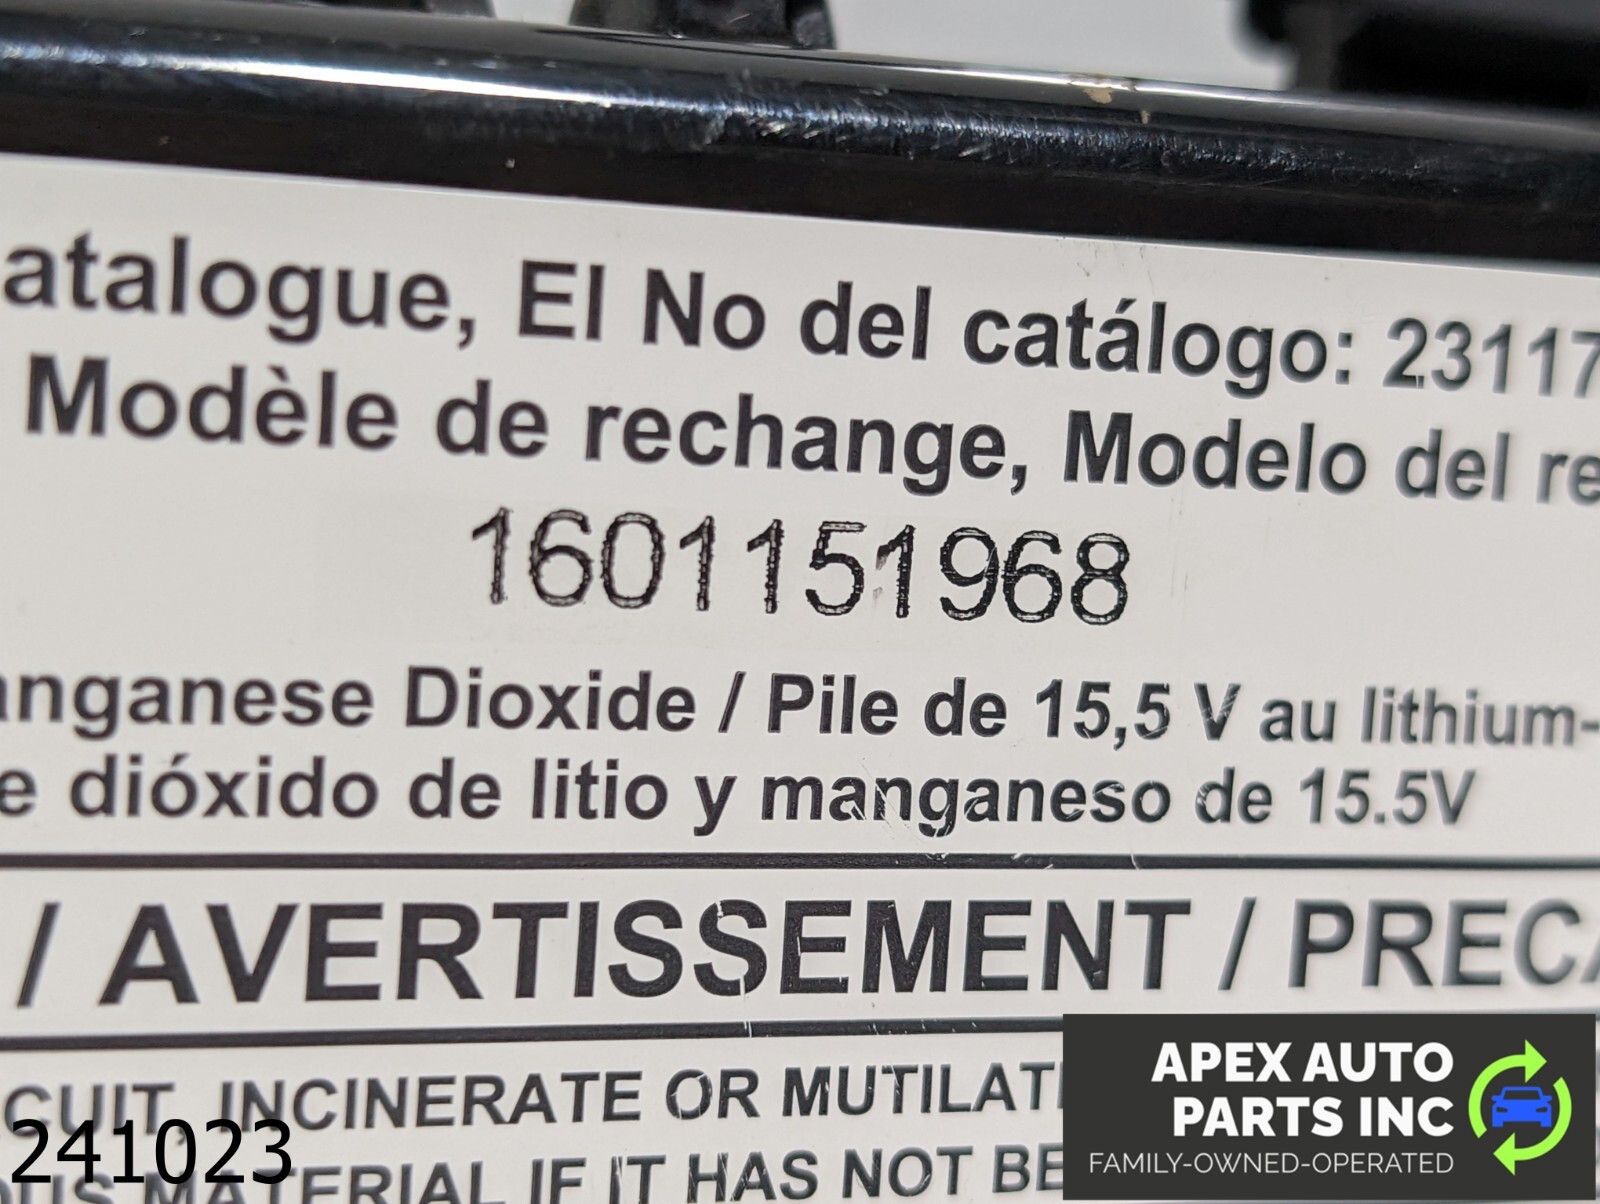 atalogue, El No del catálogo: 23117
Modèle de rechange, Modelo del re
1601151968
anganese Dioxide / Pile de 15,5 V au lithium-
e dióxido de litio y manganeso de 15.5V
/ AVERTISSEMENT / PRECA
CUIT, INCINERATE OR MUTILATI
OUS MATERIAL IF IT HAS NOT BE
241023
APEX AUTO
PARTS INC
FAMILY-OWNED-OPERATED